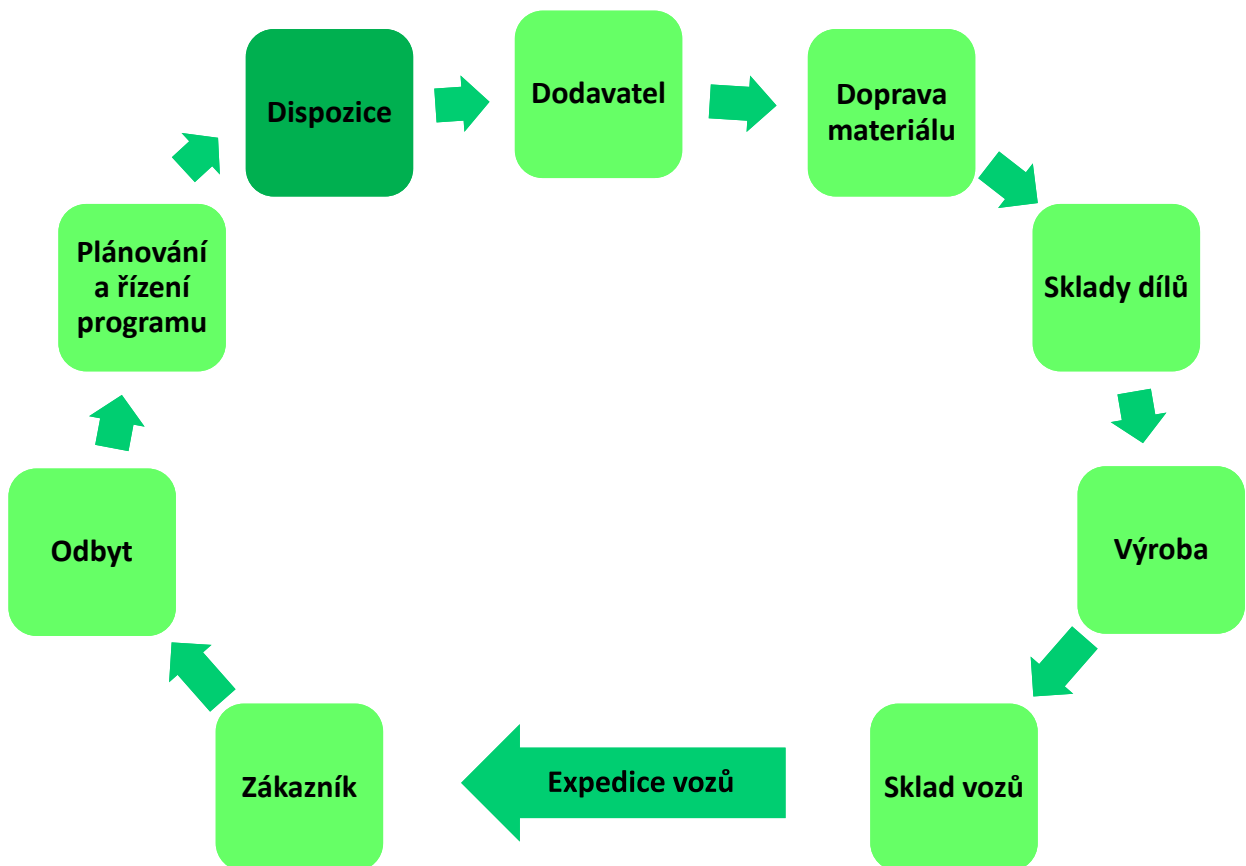 Dispozice
Dodavatel
Doprava
materiálu
Sklady dílů
Výroba
Sklad vozů
Expedice vozů
Zákazník
Odbyt
Plánování
a řízení
programu